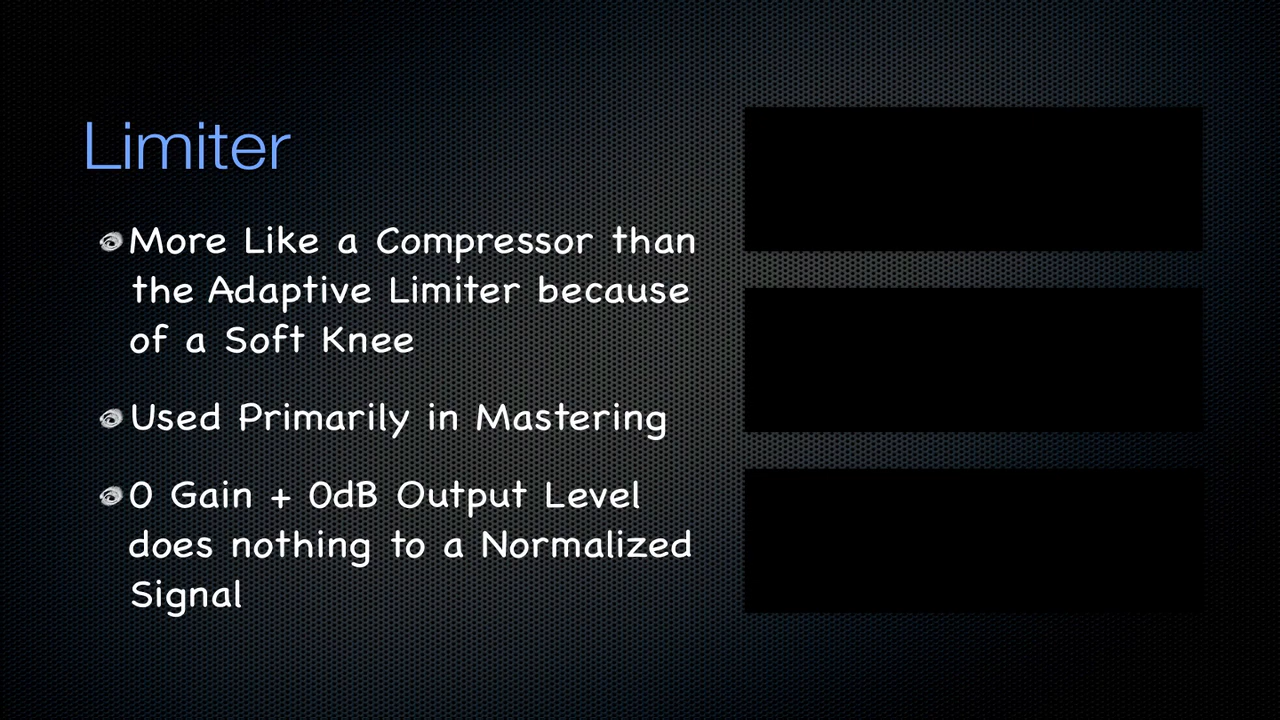 Limiter
More Like a Compressor than
the Adaptive Limiter because
of a Soft Knee
Used Primarily in Mastering
0 Gain + 0dB Output Level
does nothing to a Normalized
Signal